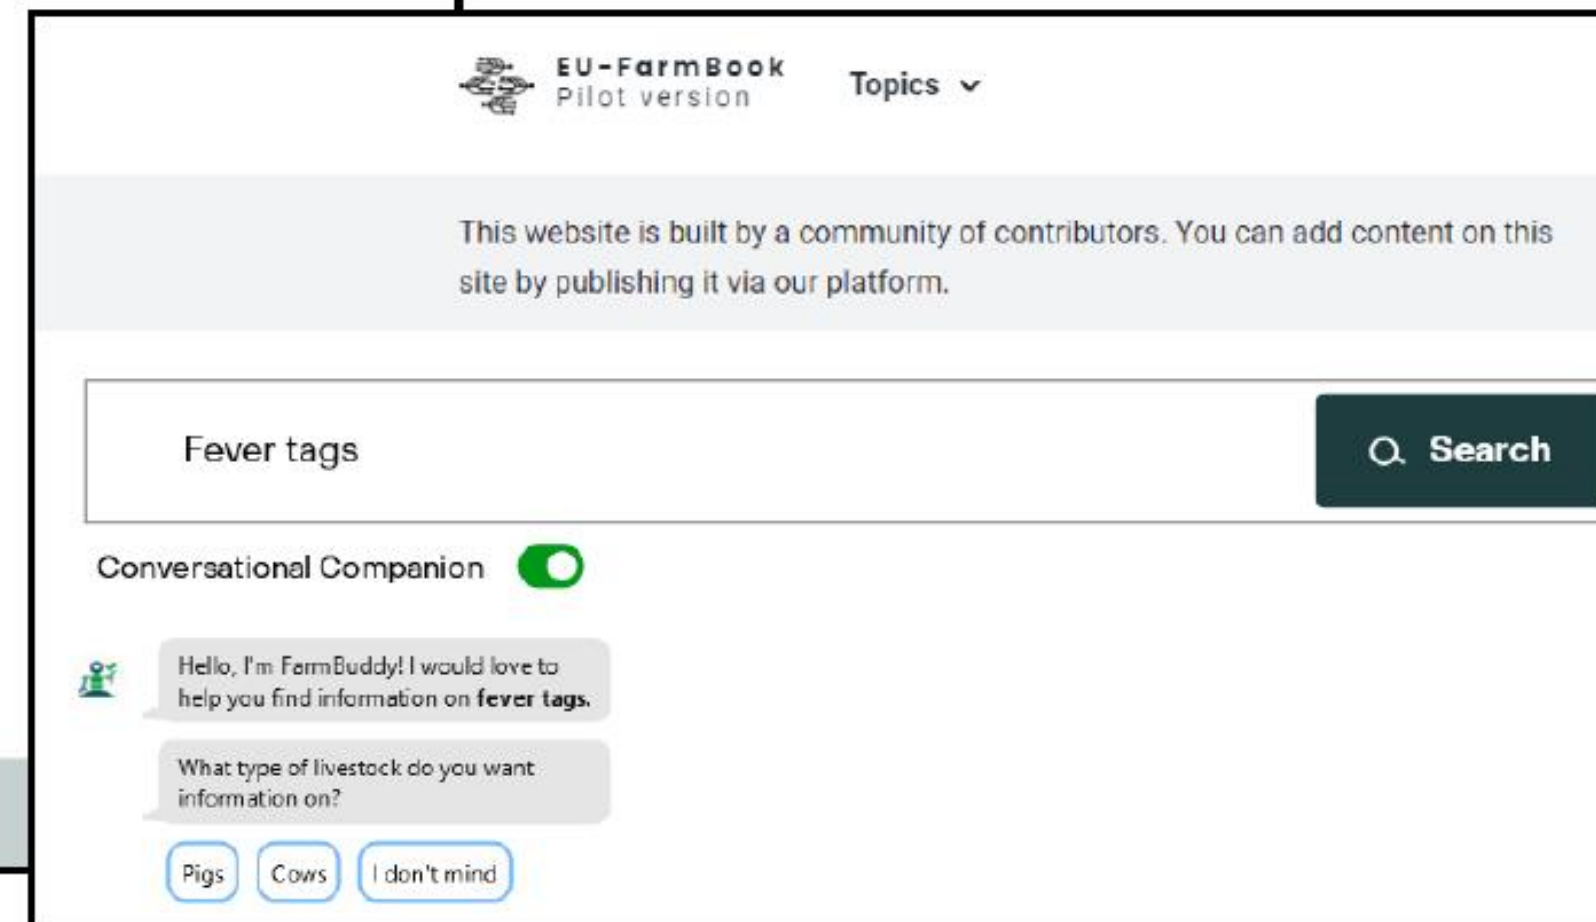 EU-FarmBook
Pilot version
Topics
This website is built by a community of contributors. You can add content on this
site by publishing it via our platform.
Fever tags
Search
Conversational Companion
Hello, I'm FarmBuddy! I would love to
help you find information on fever tags.
What type of livestock do you want
information on?
Pigs Cows I don't mind